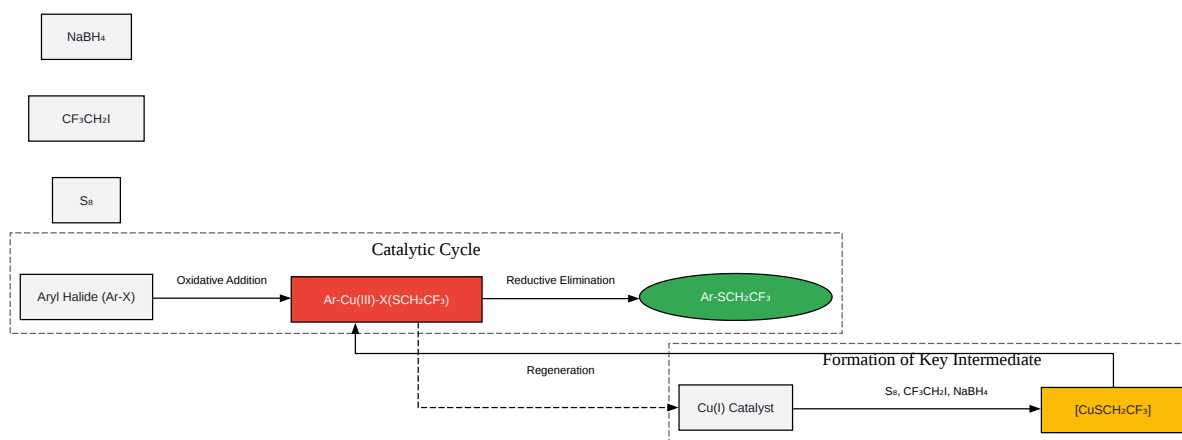 NaBH₄
CF₃CH₂I
S₈
Catalytic Cycle
Aryl Halide (Ar-X)
Oxidative Addition
Ar-Cu(III)-X(SCH₂CF₃)
Reductive Elimination
Ar-SCH₂CF₃
Regeneration
Formation of Key Intermediate
Cu(I) Catalyst
S₈, CF₃CH₂I, NaBH₄
[CuSCH₂CF₃]